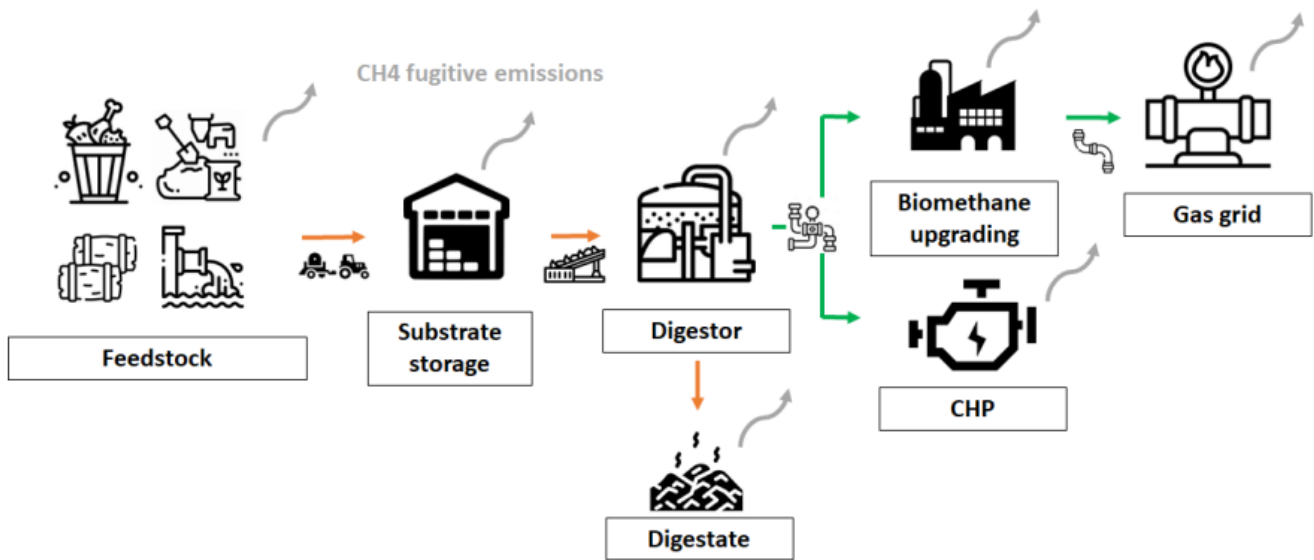 CH4 fugitive emissions
Feedstock
Substrate
storage
Digestor
Biomethane
upgrading
Gas grid
CHP
Digestate